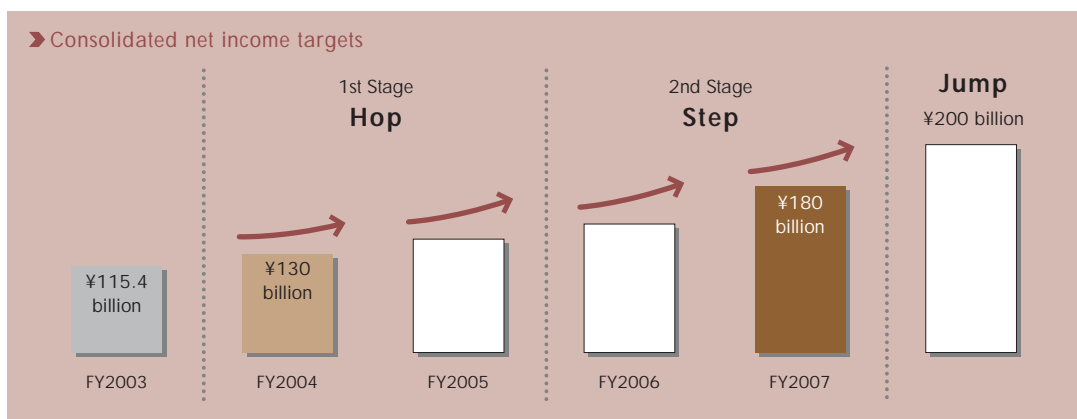 Consolidated net income targets
1st Stage
Hop
2nd Stage
Step
Jump
¥200 billion
¥115.4
billion
¥130
billion
¥180
billion
FY2003
FY2004
FY2005
FY2006
FY2007